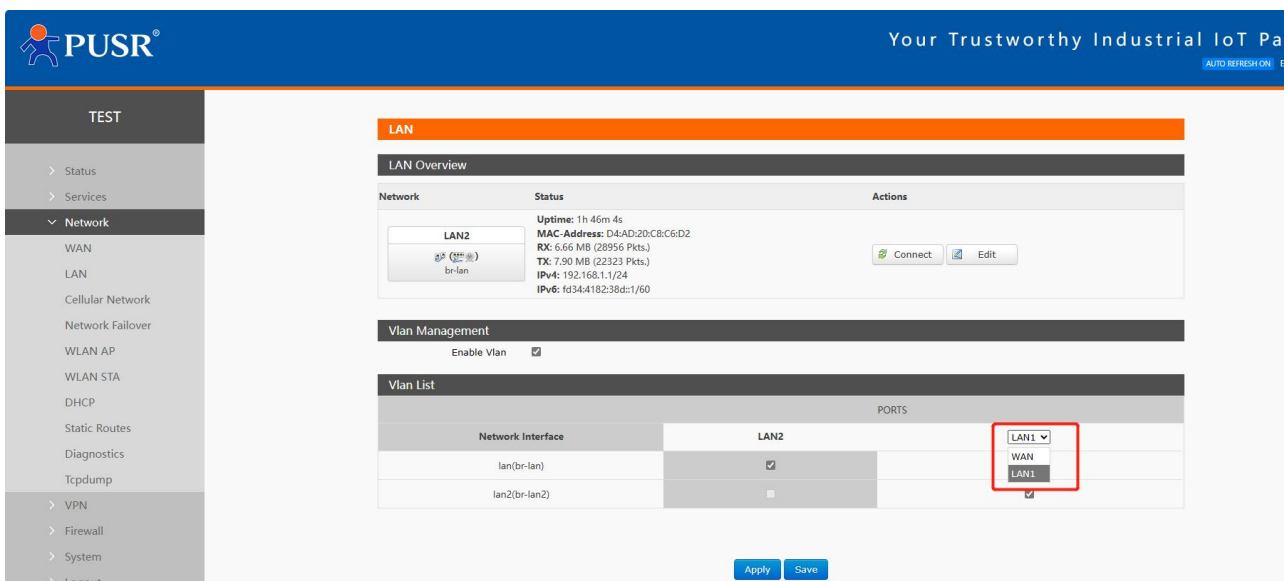 PUSR®
Your Trustworthy Industrial IoT Pa
AUTO REFRESH ON E
TEST
Status
Services
Network
WAN
LAN
Cellular Network
Network Failover
WLAN AP
WLAN STA
DHCP
Static Routes
Diagnostics
Tcpdump
VPN
Firewall
System
Logout
LAN
LAN Overview
Network Status Actions
LAN2
br-lan
Uptime: 1h 46m 4s
MAC-Address: D4:AD:20:C8:C6:D2
RX: 6.66 MB (28956 Pkts.)
TX: 7.90 MB (22323 Pkts.)
IPv4: 192.168.1.1/24
IPv6: fd34:4182:38d::1/60
Connect Edit
Vlan Management
Enable Vlan
Vlan List
PORTS
Network Interface LAN2 LAN1
WAN
LAN1
lan(br-lan)
lan2(br-lan2)
Apply Save